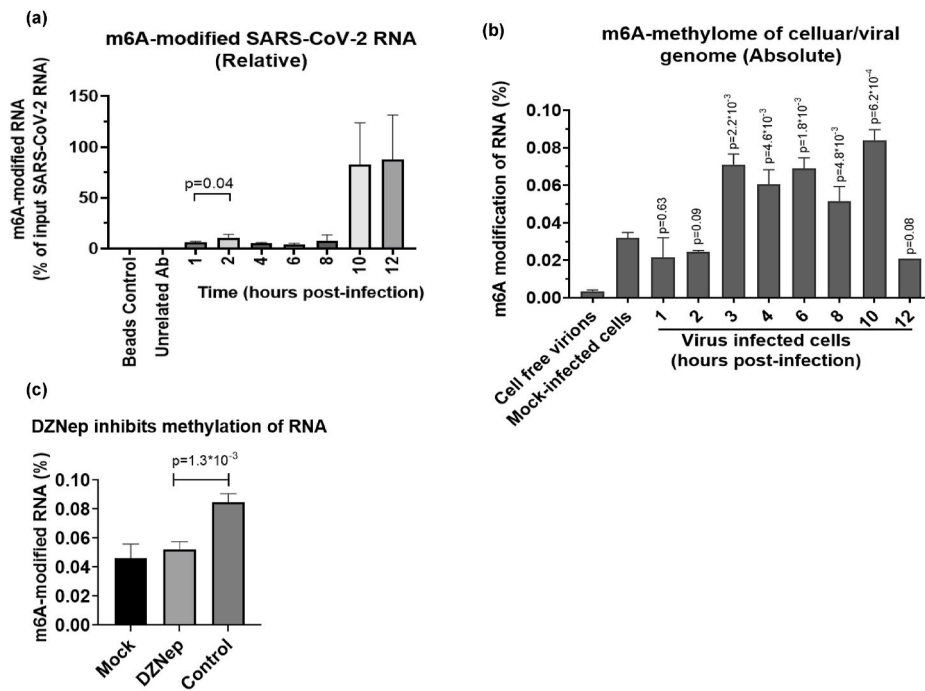 (a)
m6A-modified SARS-CoV-2 RNA
(Relative)
m6A-modified RNA
(% of input SARS-CoV-2 RNA)
150
100
50
0
p=0.04
Beads Control
Unrelated Ab
1
2
4
6
8
10
12
Time (hours post-infection)
(b)
m6A-methylome of celluar/viral
genome (Absolute)
m6A modification of RNA (%)
0.10
0.08
0.06
0.04
0.02
0.00
p=0.63
p=0.09
p=2.2*10-3
p=4.6*10-3
p=1.8*10-3
p=4.8*10-3
p=6.2*10-4
p=0.08
Cell free virions
Mock-infected cells
1
2
3
4
6
8
10
12
Virus infected cells
(hours post-infection)
(c)
DZNep inhibits methylation of RNA
m6A-modified RNA (%)
0.10
0.08
0.06
0.04
0.02
0.00
p=1.3*10-3
Mock
DZNep
Control